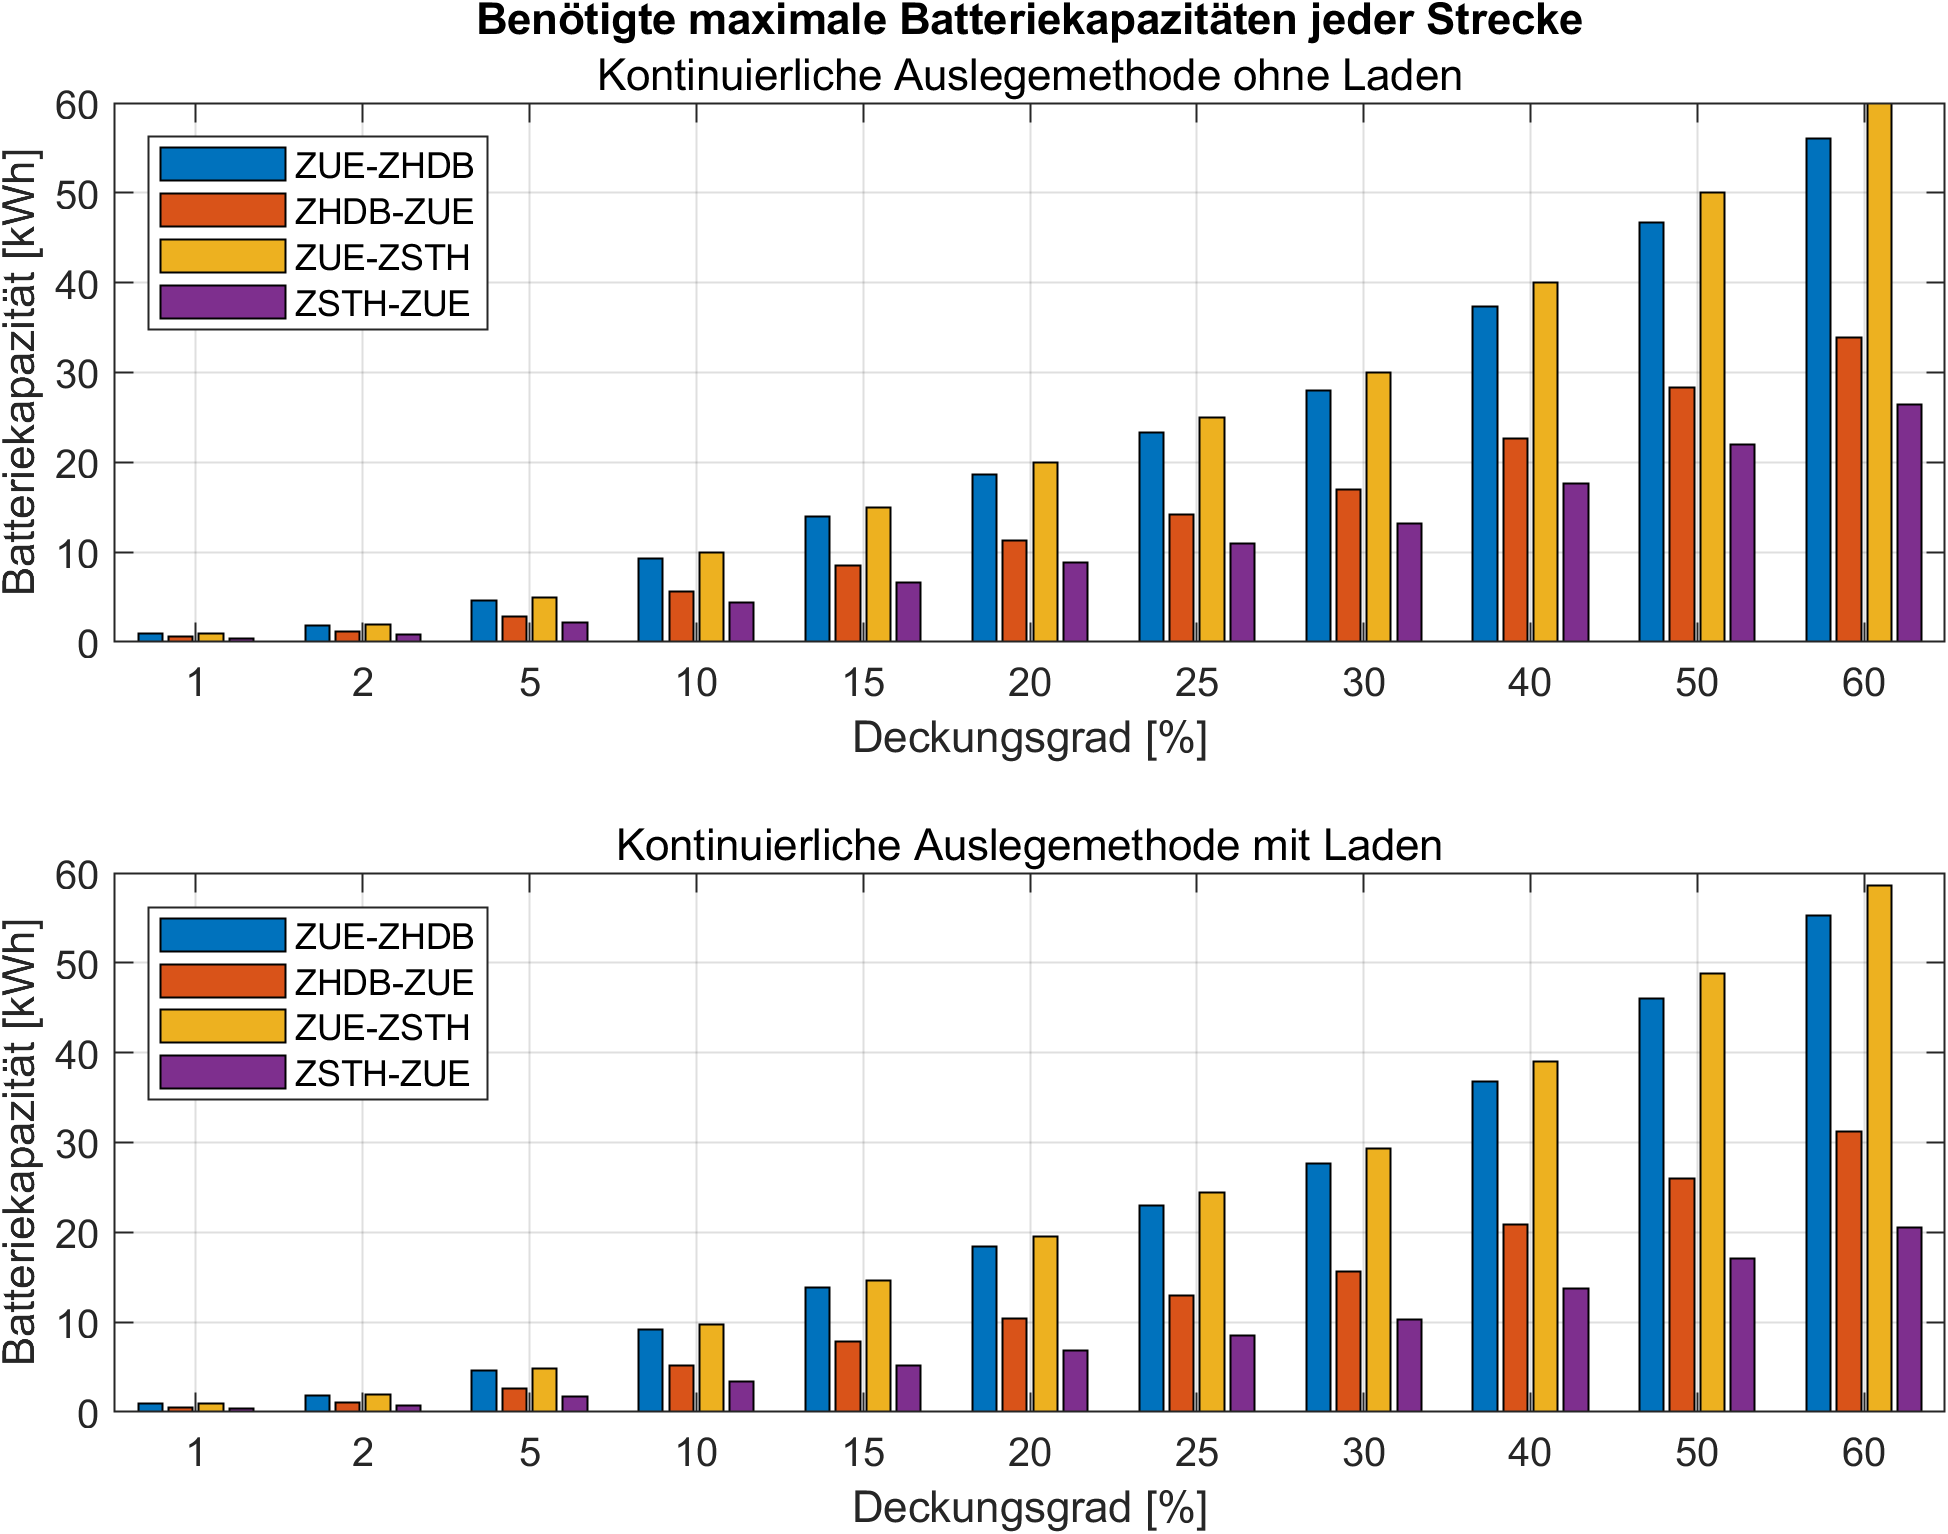 Benötigte maximale Batteriekapazitäten jeder Strecke
Kontinuierliche Auslegemethode ohne Laden
Batteriekapazität [kWh]
60
50
40
30
20
10
0
ZUE-ZHDB
ZHDB-ZUE
ZUE-ZSTH
ZSTH-ZUE
1 2 5 10 15 20 25 30 40 50 60
Deckungsgrad [%]
Kontinuierliche Auslegemethode mit Laden
Batteriekapazität [kWh]
60
50
40
30
20
10
0
ZUE-ZHDB
ZHDB-ZUE
ZUE-ZSTH
ZSTH-ZUE
1 2 5 10 15 20 25 30 40 50 60
Deckungsgrad [%]